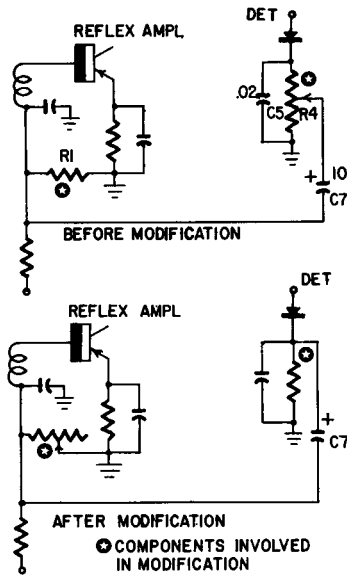 REFLEX AMPL
DET
.02
C5
R4
R1
10
+
C7
BEFORE MODIFICATION
REFLEX AMPL
DET
+
C7
AFTER MODIFICATION
✪ COMPONENTS INVOLVED
IN MODIFICATION